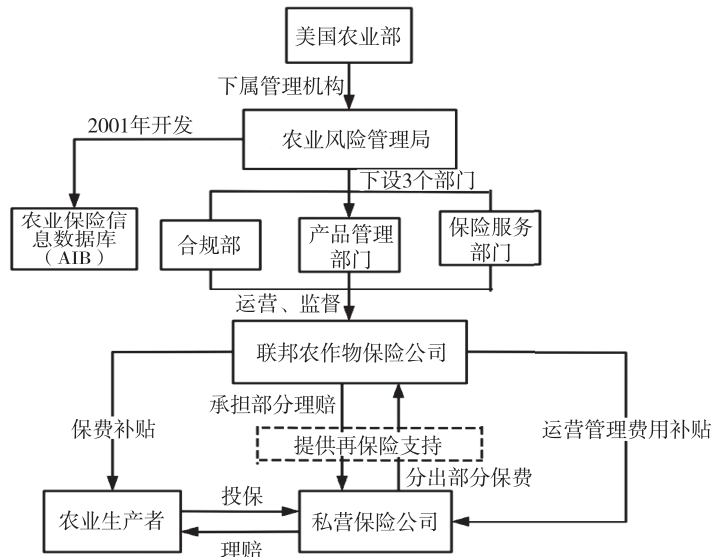 美国农业部
下属管理机构
2001年开发
农业风险管理局
下设3个部门
农业保险信
息数据库
（AIB）
合规部
产品管理
部门
保险服务
部门
运营、监督
联邦农作物保险公司
承担部分理赔
保费补贴
提供再保险支持
运营管理费用补贴
分出部分保费
投保
农业生产者
私营保险公司
理赔